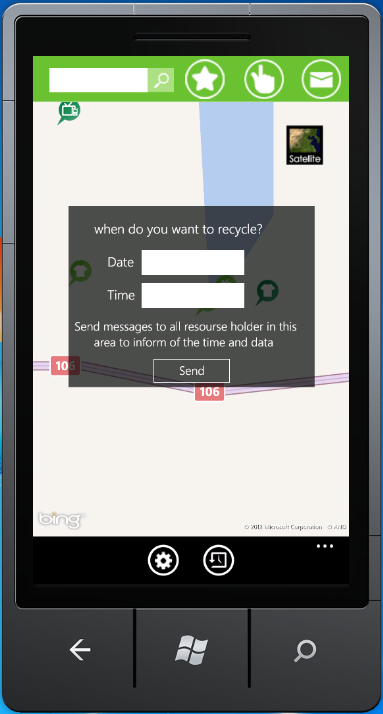 Satellite
when do you want to recycle?
Date
Time
Send messages to all resourse holder in this
area to inform of the time and data
Send
106
106
bing
© 2013 Microsoft Corporation